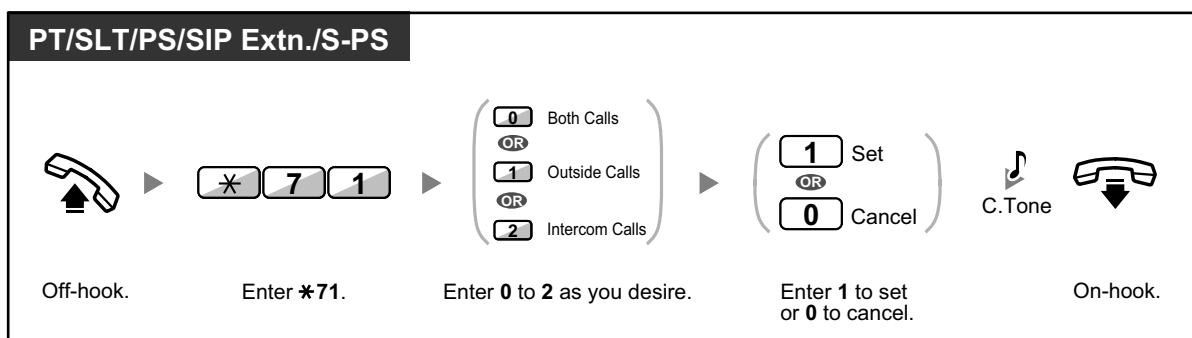 PT/SLT/PS/SIP Extn./S-PS
0 Both Calls
OR
1 Outside Calls
OR
2 Intercom Calls
1 Set
OR
0 Cancel
✱ 7 1
C.Tone
Off-hook.
Enter ✱71.
Enter 0 to 2 as you desire.
Enter 1 to set
or 0 to cancel.
On-hook.